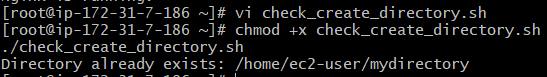 [root@ip-172-31-7-186 ~]# vi check_create_directory.sh
[root@ip-172-31-7-186 ~]# chmod +x check_create_directory.sh
./check_create_directory.sh
Directory already exists: /home/ec2-user/mydirectory